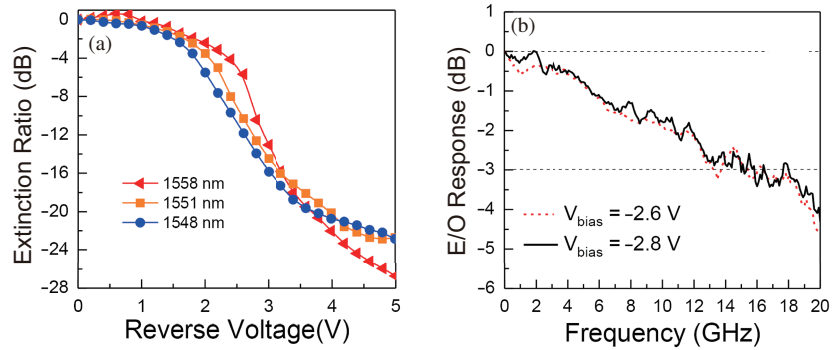 (a)
Extinction Ratio (dB)
0
−4
−8
−12
−16
−20
−24
−28
1558 nm
1551 nm
1548 nm
0 1 2 3 4 5
Reverse Voltage(V)
(b)
E/O Response (dB)
1
0
−1
−2
−3
−4
−5
−6
V_bias = −2.6 V
V_bias = −2.8 V
0 2 4 6 8 10 12 14 16 18 20
Frequency (GHz)